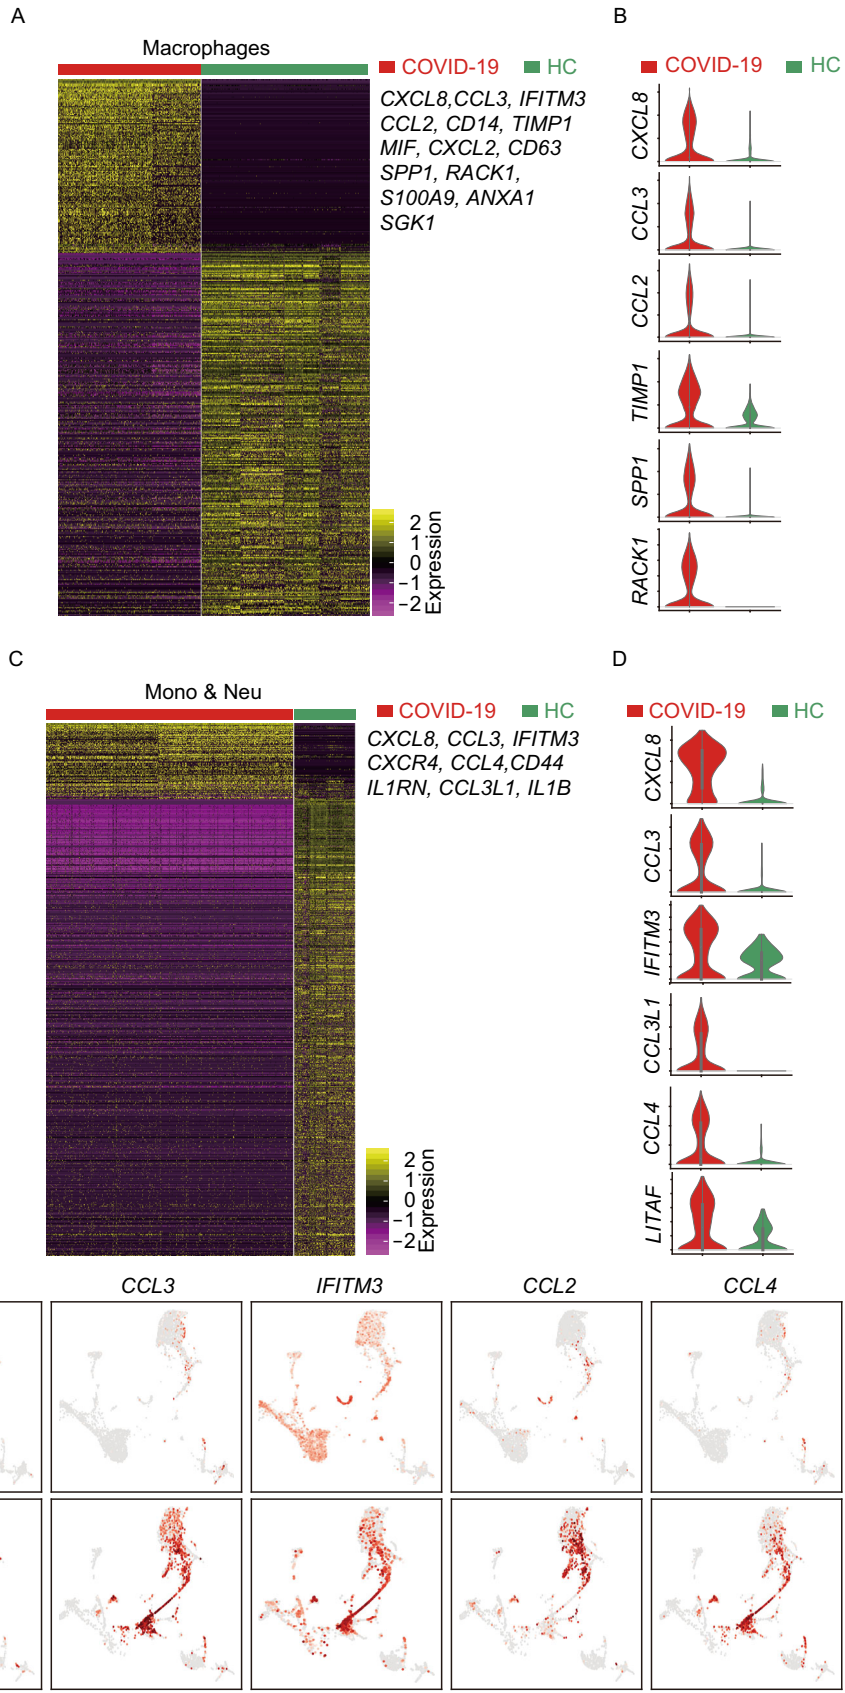 A
B
Macrophages
COVID-19
HC
COVID-19
HC
CXCL8,CCL3, IFITM3
CCL2, CD14, TIMP1
MIF, CXCL2, CD63
SPP1, RACK1,
S100A9, ANXA1
SGK1
2
1
0
−1
−2
Expression
CXCL8
CCL3
CCL2
TIMP1
SPP1
RACK1
C
D
Mono & Neu
COVID-19
HC
COVID-19
HC
CXCL8, CCL3, IFITM3
CXCR4, CCL4,CD44
IL1RN, CCL3L1, IL1B
2
1
0
−1
−2
Expression
CXCL8
CCL3
IFITM3
CCL3L1
CCL4
LITAF
CCL3
IFITM3
CCL2
CCL4